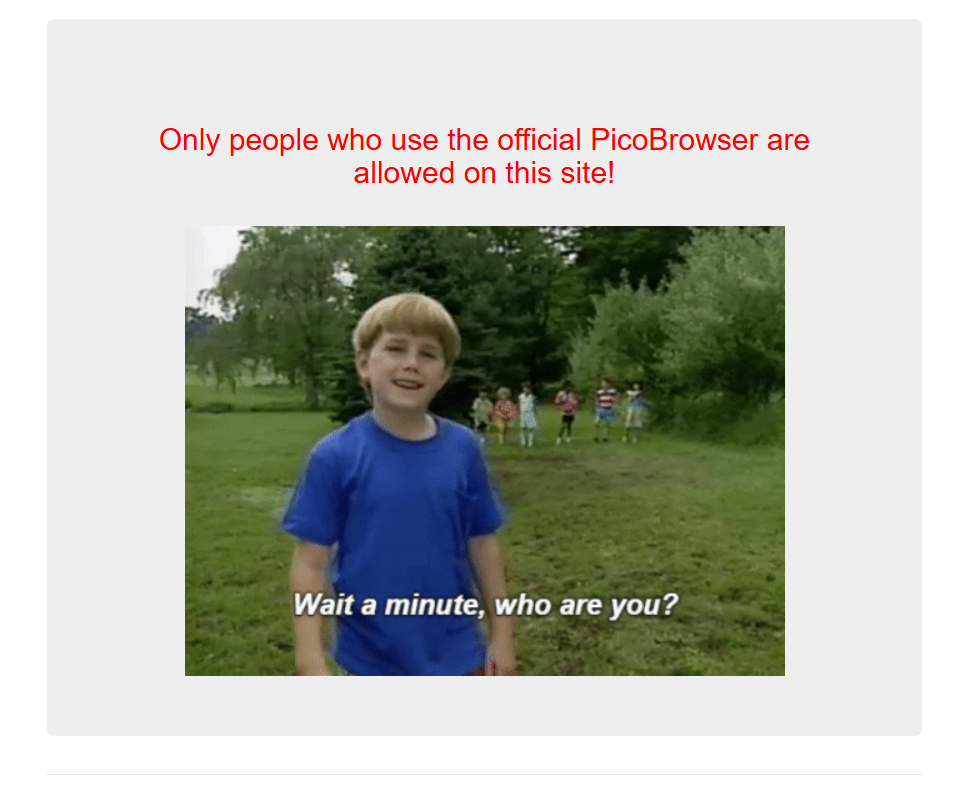 Only people who use the official PicoBrowser are
allowed on this site!
Wait a minute, who are you?